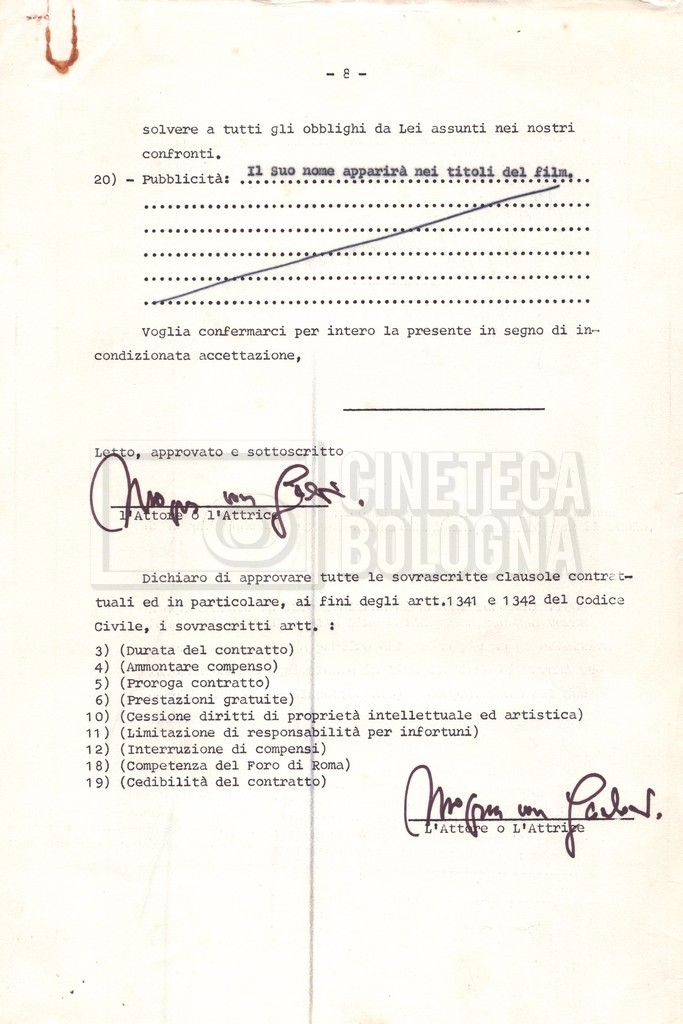 - 8 -
solvere a tutti gli obblighi da Lei assunti nei nostri
confronti.
20) - Pubblicità: Il Suo nome apparirà nei titoli del film.
Voglia confermarci per intero la presente in segno di in-
condizionata accettazione,
Letto, approvato e sottoscritto
l'Attore o l'Attrice
CINETECA
BOLOGNA
Dichiaro di approvare tutte le sovrascritte clausole contrat-
tuali ed in particolare, ai fini degli artt.1341 e 1342 del Codice
Civile, i sovrascritti artt. :
3) (Durata del contratto)
4) (Ammontare compenso)
5) (Proroga contratto)
6) (Prestazioni gratuite)
10) (Cessione diritti di proprietà intellettuale ed artistica)
11) (Limitazione di responsabilità per infortuni)
12) (Interruzione di compensi)
18) (Competenza del Foro di Roma)
19) (Cedibilità del contratto)
L'Attore o L'Attrice